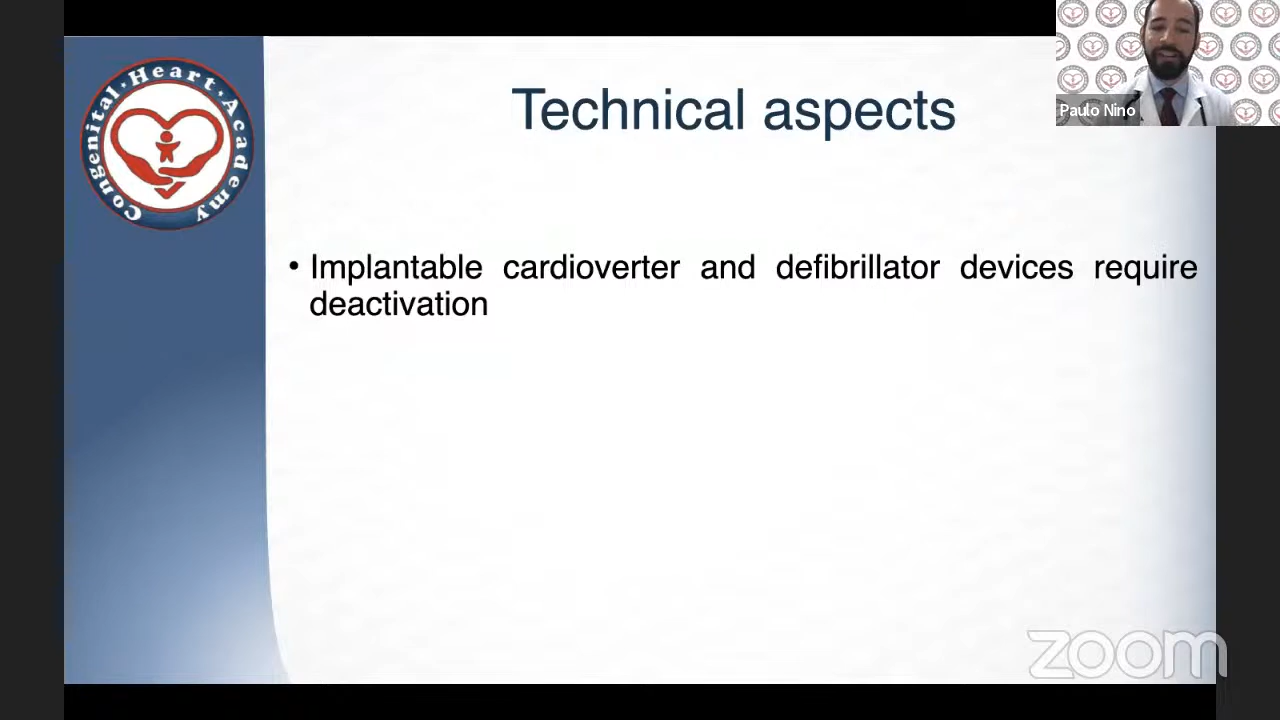 Congenital · Heart · Academy
Paulo Nino
Technical aspects
• Implantable cardioverter and defibrillator devices require
deactivation
zoom